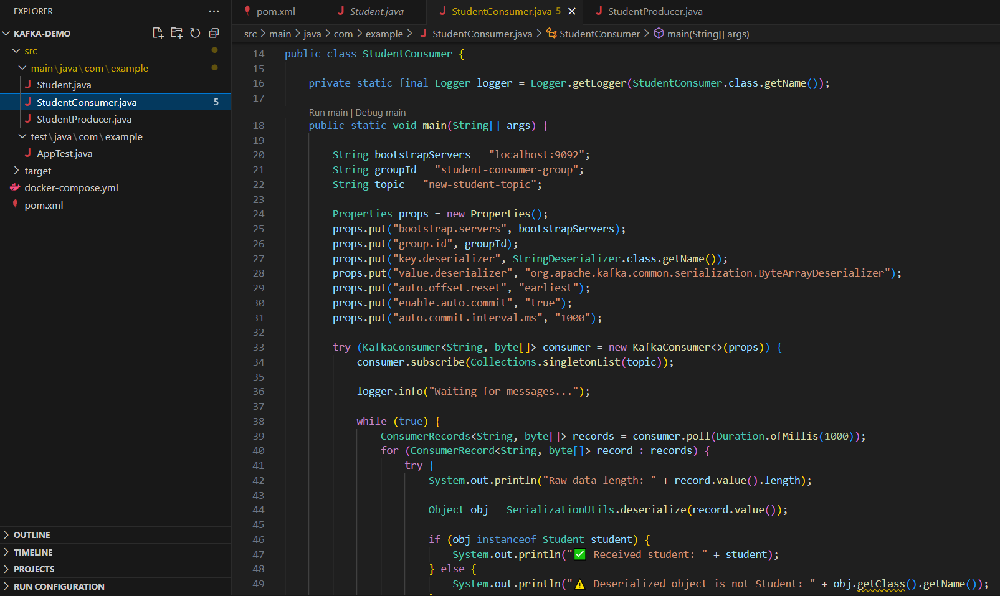 EXPLORER
KAFKA-DEMO
src
main\java\com\example
Student.java
StudentConsumer.java 5
StudentProducer.java
test\java\com\example
AppTest.java
target
docker-compose.yml
pom.xml
OUTLINE
TIMELINE
PROJECTS
RUN CONFIGURATION
pom.xml
Student.java
StudentConsumer.java 5
StudentProducer.java
src > main > java > com > example > StudentConsumer.java > StudentConsumer > main(String[] args)
14 public class StudentConsumer {
15
16 private static final Logger logger = Logger.getLogger(StudentConsumer.class.getName());
17
Run main | Debug main
18 public static void main(String[] args) {
19
20 String bootstrapServers = "localhost:9092";
21 String groupId = "student-consumer-group";
22 String topic = "new-student-topic";
23
24 Properties props = new Properties();
25 props.put("bootstrap.servers", bootstrapServers);
26 props.put("group.id", groupId);
27 props.put("key.deserializer", StringDeserializer.class.getName());
28 props.put("value.deserializer", "org.apache.kafka.common.serialization.ByteArrayDeserializer");
29 props.put("auto.offset.reset", "earliest");
30 props.put("enable.auto.commit", "true");
31 props.put("auto.commit.interval.ms", "1000");
32
33 try (KafkaConsumer<String, byte[]> consumer = new KafkaConsumer<>(props)) {
34 consumer.subscribe(Collections.singletonList(topic));
35
36 logger.info("Waiting for messages...");
37
38 while (true) {
39 ConsumerRecords<String, byte[]> records = consumer.poll(Duration.ofMillis(1000));
40 for (ConsumerRecord<String, byte[]> record : records) {
41 try {
42 System.out.println("Raw data length: " + record.value().length);
43
44 Object obj = SerializationUtils.deserialize(record.value());
45
46 if (obj instanceof Student student) {
47 System.out.println("✅ Received student: " + student);
48 } else {
49 System.out.println("⚠️ Deserialized object is not Student: " + obj.getClass().getName());